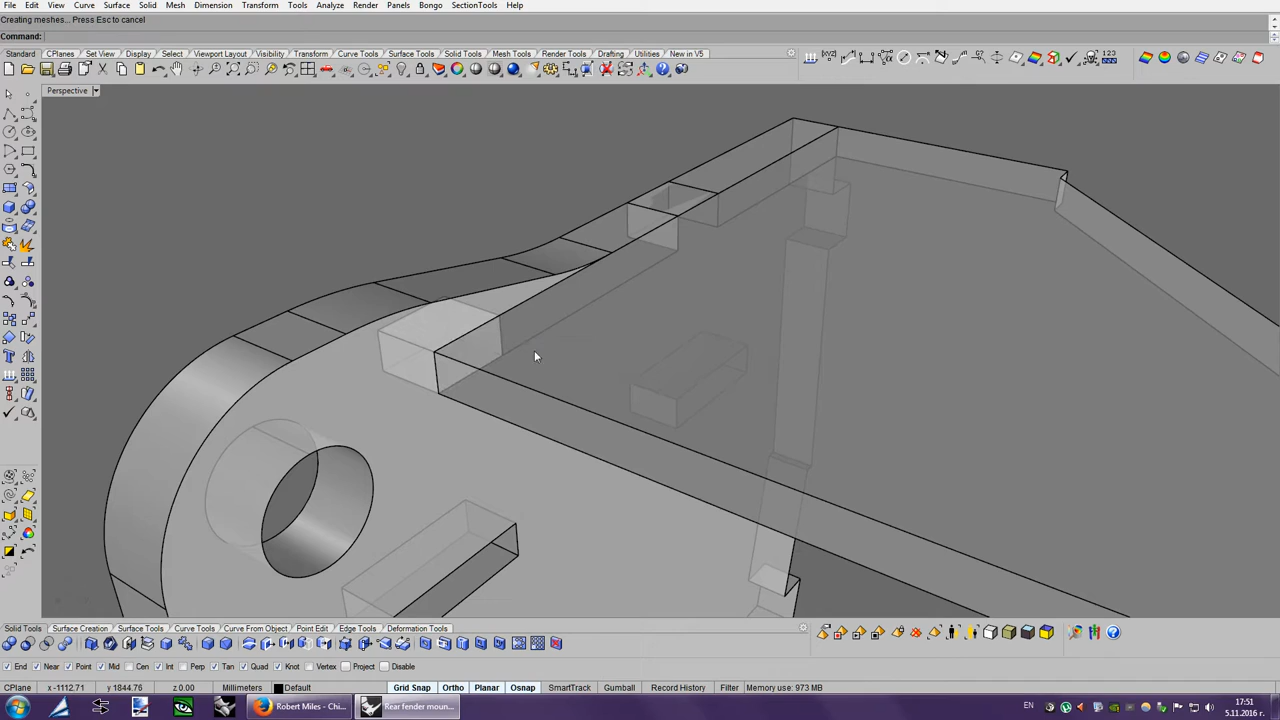 File Edit View Curve Surface Solid Mesh Dimension Transform Tools Analyze Render Panels Bongo SectionTools Help
Creating meshes... Press Esc to cancel
Command:
Standard CPlanes Set View Display Select Viewport Layout Visibility Transform Curve Tools Surface Tools Solid Tools Mesh Tools Render Tools Drafting Utilities New in V5
Perspective
Solid Tools Surface Creation Surface Tools Curve Tools Curve From Object Point Edit Edge Tools Deformation Tools
End Near Point Mid Cen Int Perp Tan Quad Knot Vertex Project Disable
CPlane x -1112.71 y 1844.76 z 0.00 Millimeters Default Grid Snap Ortho Planar Osnap SmartTrack Gumball Record History Filter Memory use: 973 MB
Robert Miles - Chi... Rear fender moun... EN 17:51
5.11.2016 г.